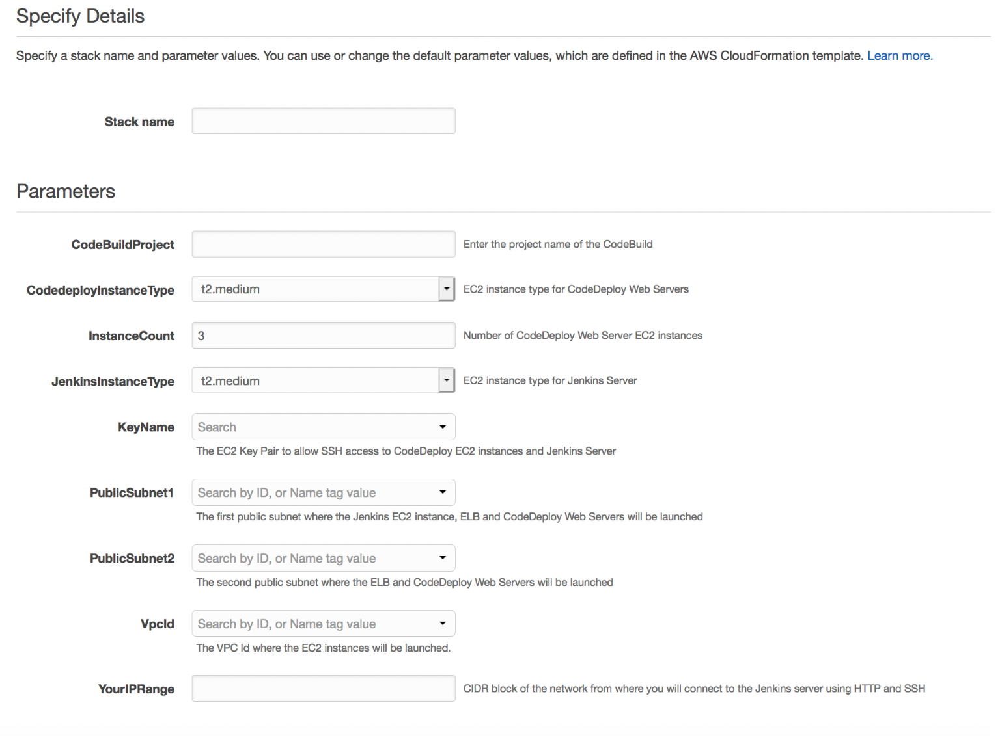 Specify Details
Specify a stack name and parameter values. You can use or change the default parameter values, which are defined in the AWS CloudFormation template. Learn more.
Stack name
Parameters
CodeBuildProject Enter the project name of the CodeBuild
CodedeployInstanceType t2.medium EC2 instance type for CodeDeploy Web Servers
InstanceCount 3 Number of CodeDeploy Web Server EC2 instances
JenkinsInstanceType t2.medium EC2 instance type for Jenkins Server
KeyName Search
The EC2 Key Pair to allow SSH access to CodeDeploy EC2 instances and Jenkins Server
PublicSubnet1 Search by ID, or Name tag value
The first public subnet where the Jenkins EC2 instance, ELB and CodeDeploy Web Servers will be launched
PublicSubnet2 Search by ID, or Name tag value
The second public subnet where the ELB and CodeDeploy Web Servers will be launched
VpcId Search by ID, or Name tag value
The VPC Id where the EC2 instances will be launched.
YourIPRange CIDR block of the network from where you will connect to the Jenkins server using HTTP and SSH